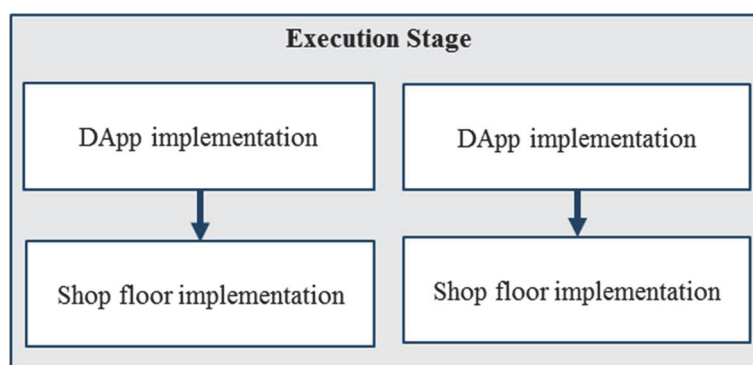 Execution Stage
DApp implementation
DApp implementation
Shop floor implementation
Shop floor implementation